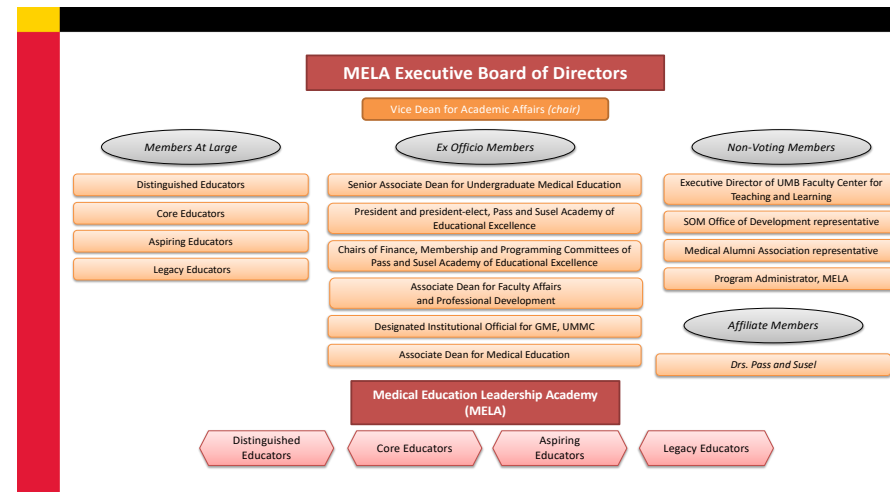 MELA Executive Board of Directors
Vice Dean for Academic Affairs (chair)
Members At Large
Distinguished Educators
Core Educators
Aspiring Educators
Legacy Educators
Ex Officio Members
Senior Associate Dean for Undergraduate Medical Education
President and president-elect, Pass and Susel Academy of
Educational Excellence
Chairs of Finance, Membership and Programming Committees of
Pass and Susel Academy of Educational Excellence
Associate Dean for Faculty Affairs
and Professional Development
Designated Institutional Official for GME, UMMC
Associate Dean for Medical Education
Non-Voting Members
Executive Director of UMB Faculty Center for
Teaching and Learning
SOM Office of Development representative
Medical Alumni Association representative
Program Administrator, MELA
Affiliate Members
Drs. Pass and Susel
Medical Education Leadership Academy
(MELA)
Distinguished
Educators
Core Educators
Aspiring
Educators
Legacy Educators